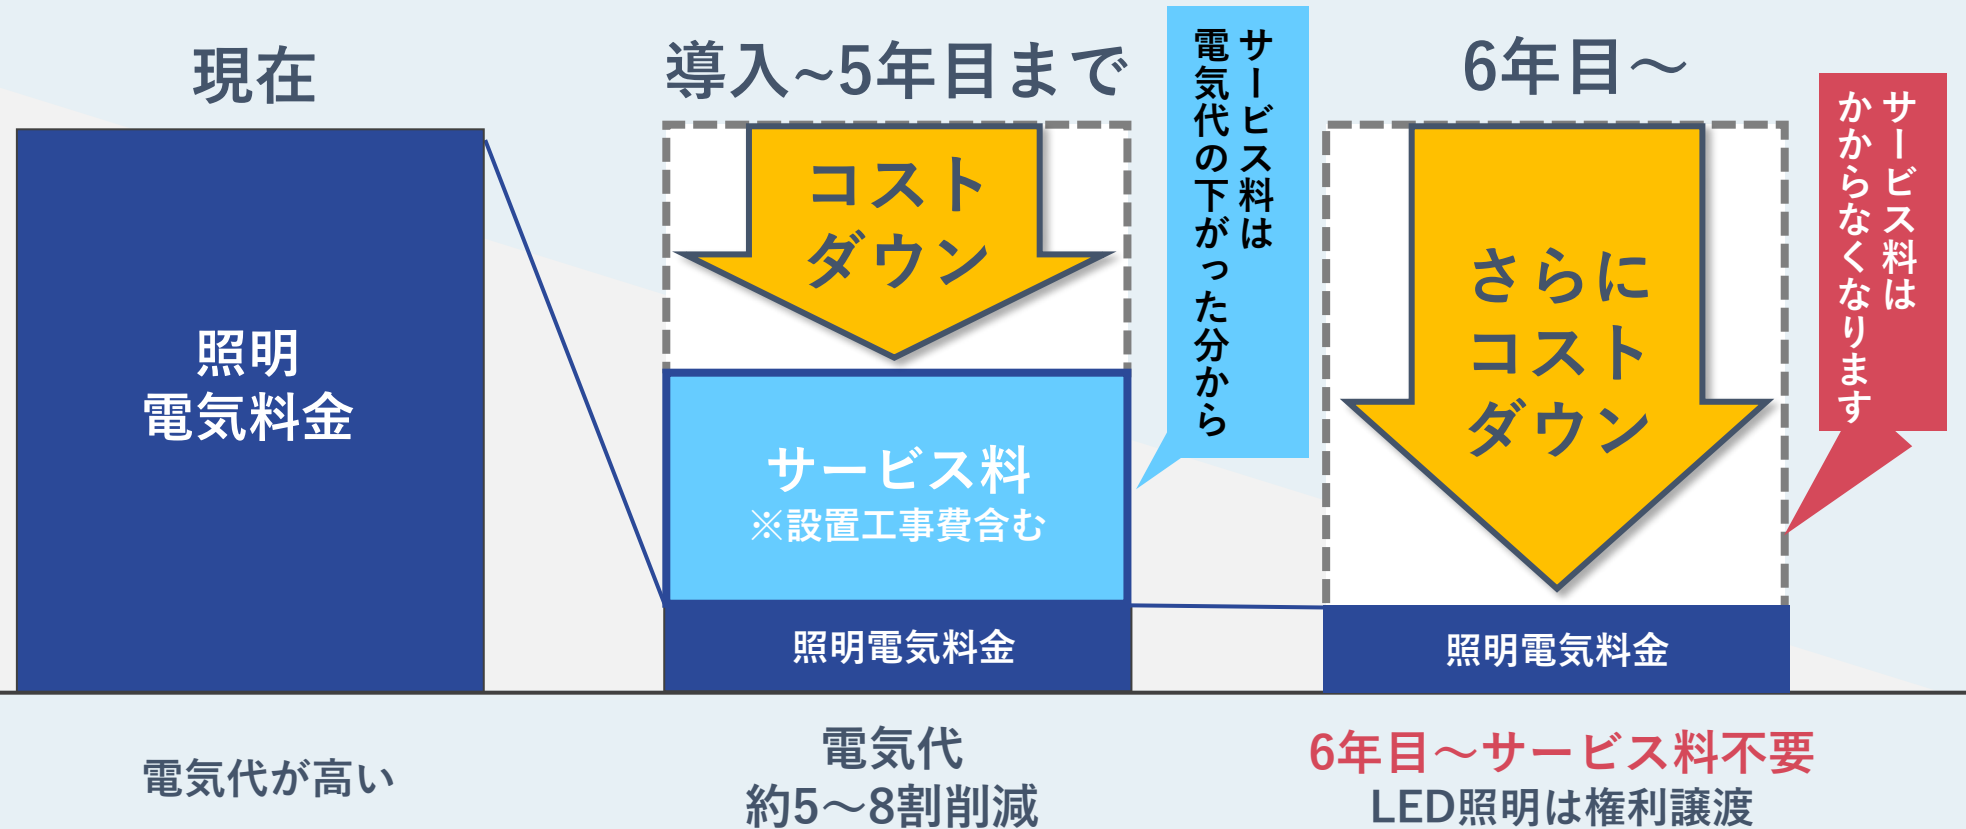 現在
照明
電気料金
電気代が高い
導入~5年目まで
コスト
ダウン
サービス料
※設置工事費含む
照明電気料金
サービス料は
電気代の下がった分から
電気代
約5～8割削減
6年目～
さらに
コスト
ダウン
照明電気料金
サービス料は
かからなくなります
6年目～サービス料不要
LED照明は権利譲渡